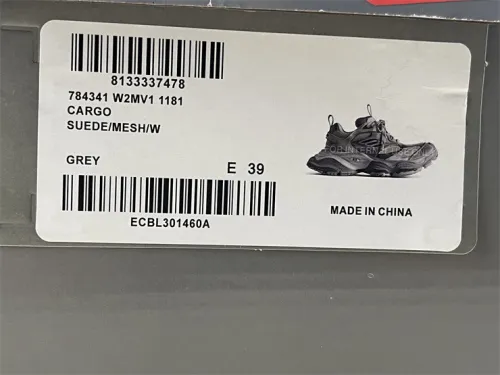 8133337478
784341 W2MV1 1181
CARGO
SUEDE/MESH/W
GREY
E 39
ECBL301460A
MADE IN CHINA